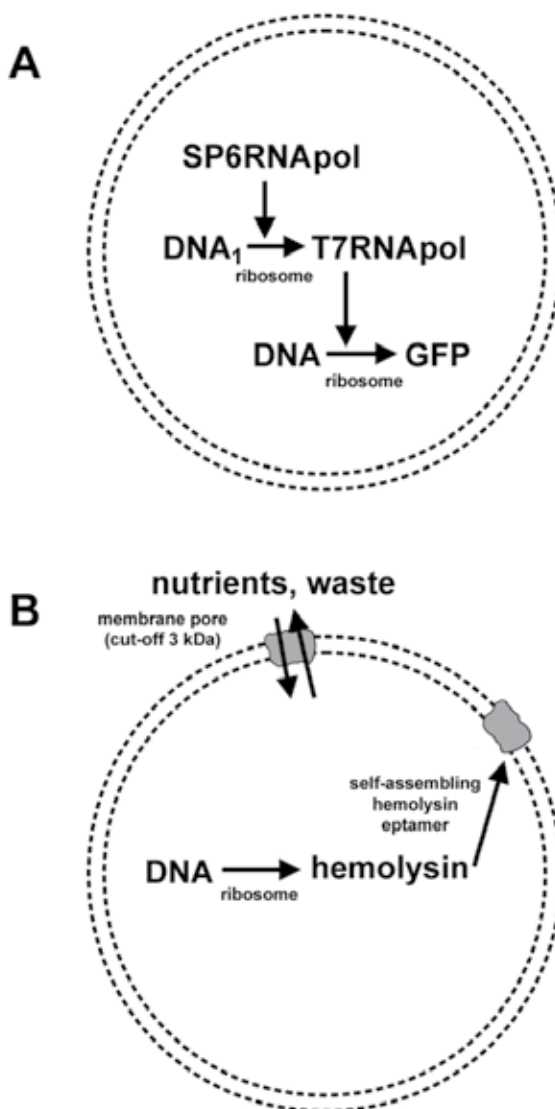 A
SP6RNApol
DNA₁ T7RNApol
ribosome
DNA GFP
ribosome
B
nutrients, waste
membrane pore
(cut-off 3 kDa)
self-assembling
hemolysin
eptamer
DNA hemolysin
ribosome